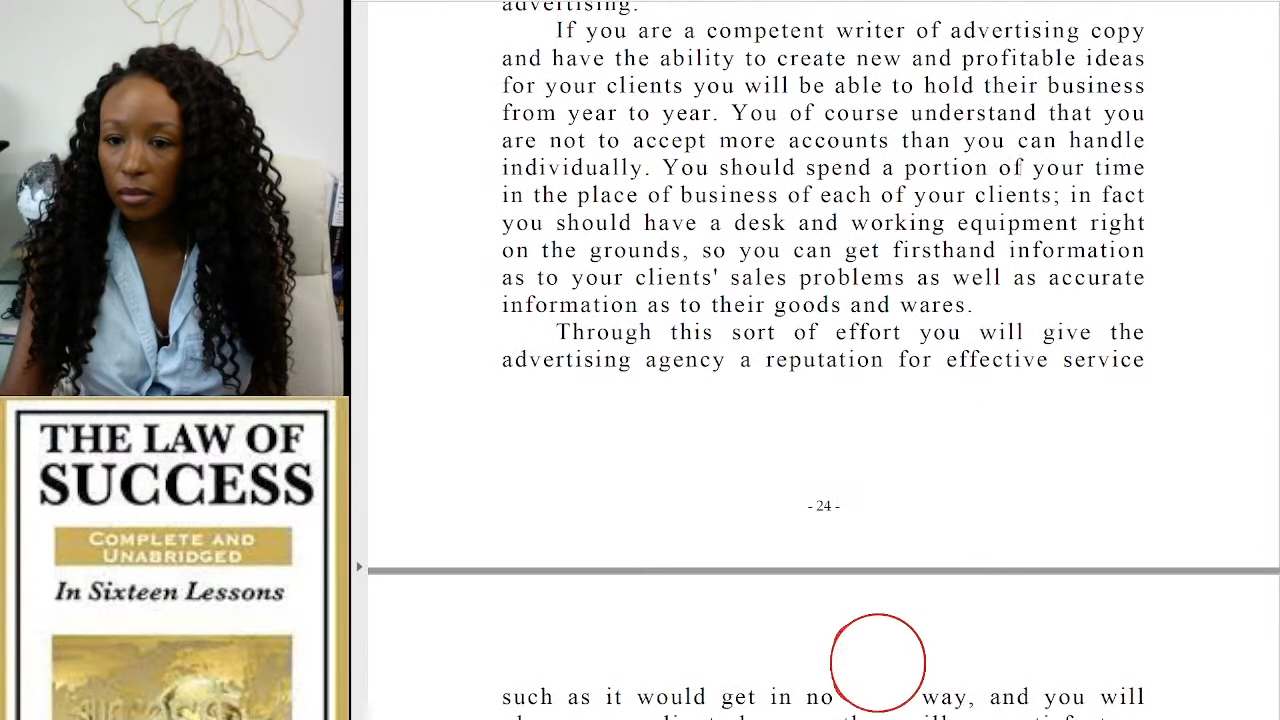 advertising.
If you are a competent writer of advertising copy
and have the ability to create new and profitable ideas
for your clients you will be able to hold their business
from year to year. You of course understand that you
are not to accept more accounts than you can handle
individually. You should spend a portion of your time
in the place of business of each of your clients; in fact
you should have a desk and working equipment right
on the grounds, so you can get firsthand information
as to your clients' sales problems as well as accurate
information as to their goods and wares.
Through this sort of effort you will give the
advertising agency a reputation for effective service
- 24 -
such as it would get in no way, and you will
THE LAW OF
SUCCESS
COMPLETE AND
UNABRIDGED
In Sixteen Lessons